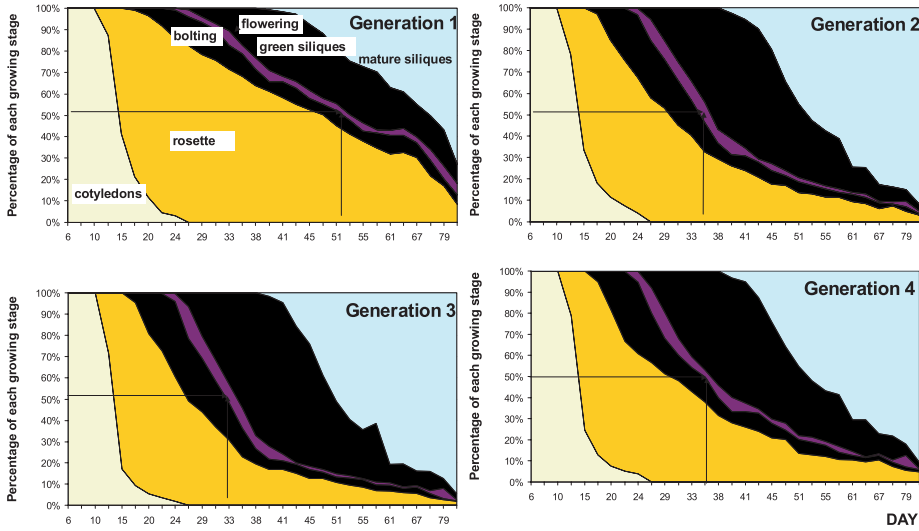 Generation 1
Percentage of each growing stage
100%
90%
80%
70%
60%
50%
40%
30%
20%
10%
0%
flowering
bolting
green siliques
mature siliques
rosette
cotyledons
6 10 15 20 24 29 33 38 41 45 51 55 61 67 79
Generation 2
Percentage of each growing stage
100%
90%
80%
70%
60%
50%
40%
30%
20%
10%
0%
6 10 15 20 24 29 33 38 41 45 51 55 61 67 79
Generation 3
Percentage of each growing stage
100%
90%
80%
70%
60%
50%
40%
30%
20%
10%
0%
6 10 15 20 24 29 33 38 41 45 51 55 61 67 79
Generation 4
Percentage of each growing stage
100%
90%
80%
70%
60%
50%
40%
30%
20%
10%
0%
6 10 15 20 24 29 33 38 41 45 51 55 61 67 79
DAY